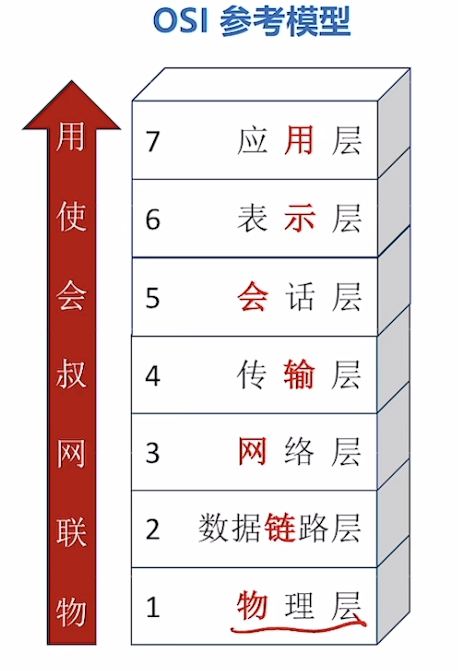 OSI 参考模型
用 7 应用层
使 6 表示层
会 5 会话层
叔 4 传输层
网 3 网络层
联 2 数据链路层
物 1 物理层